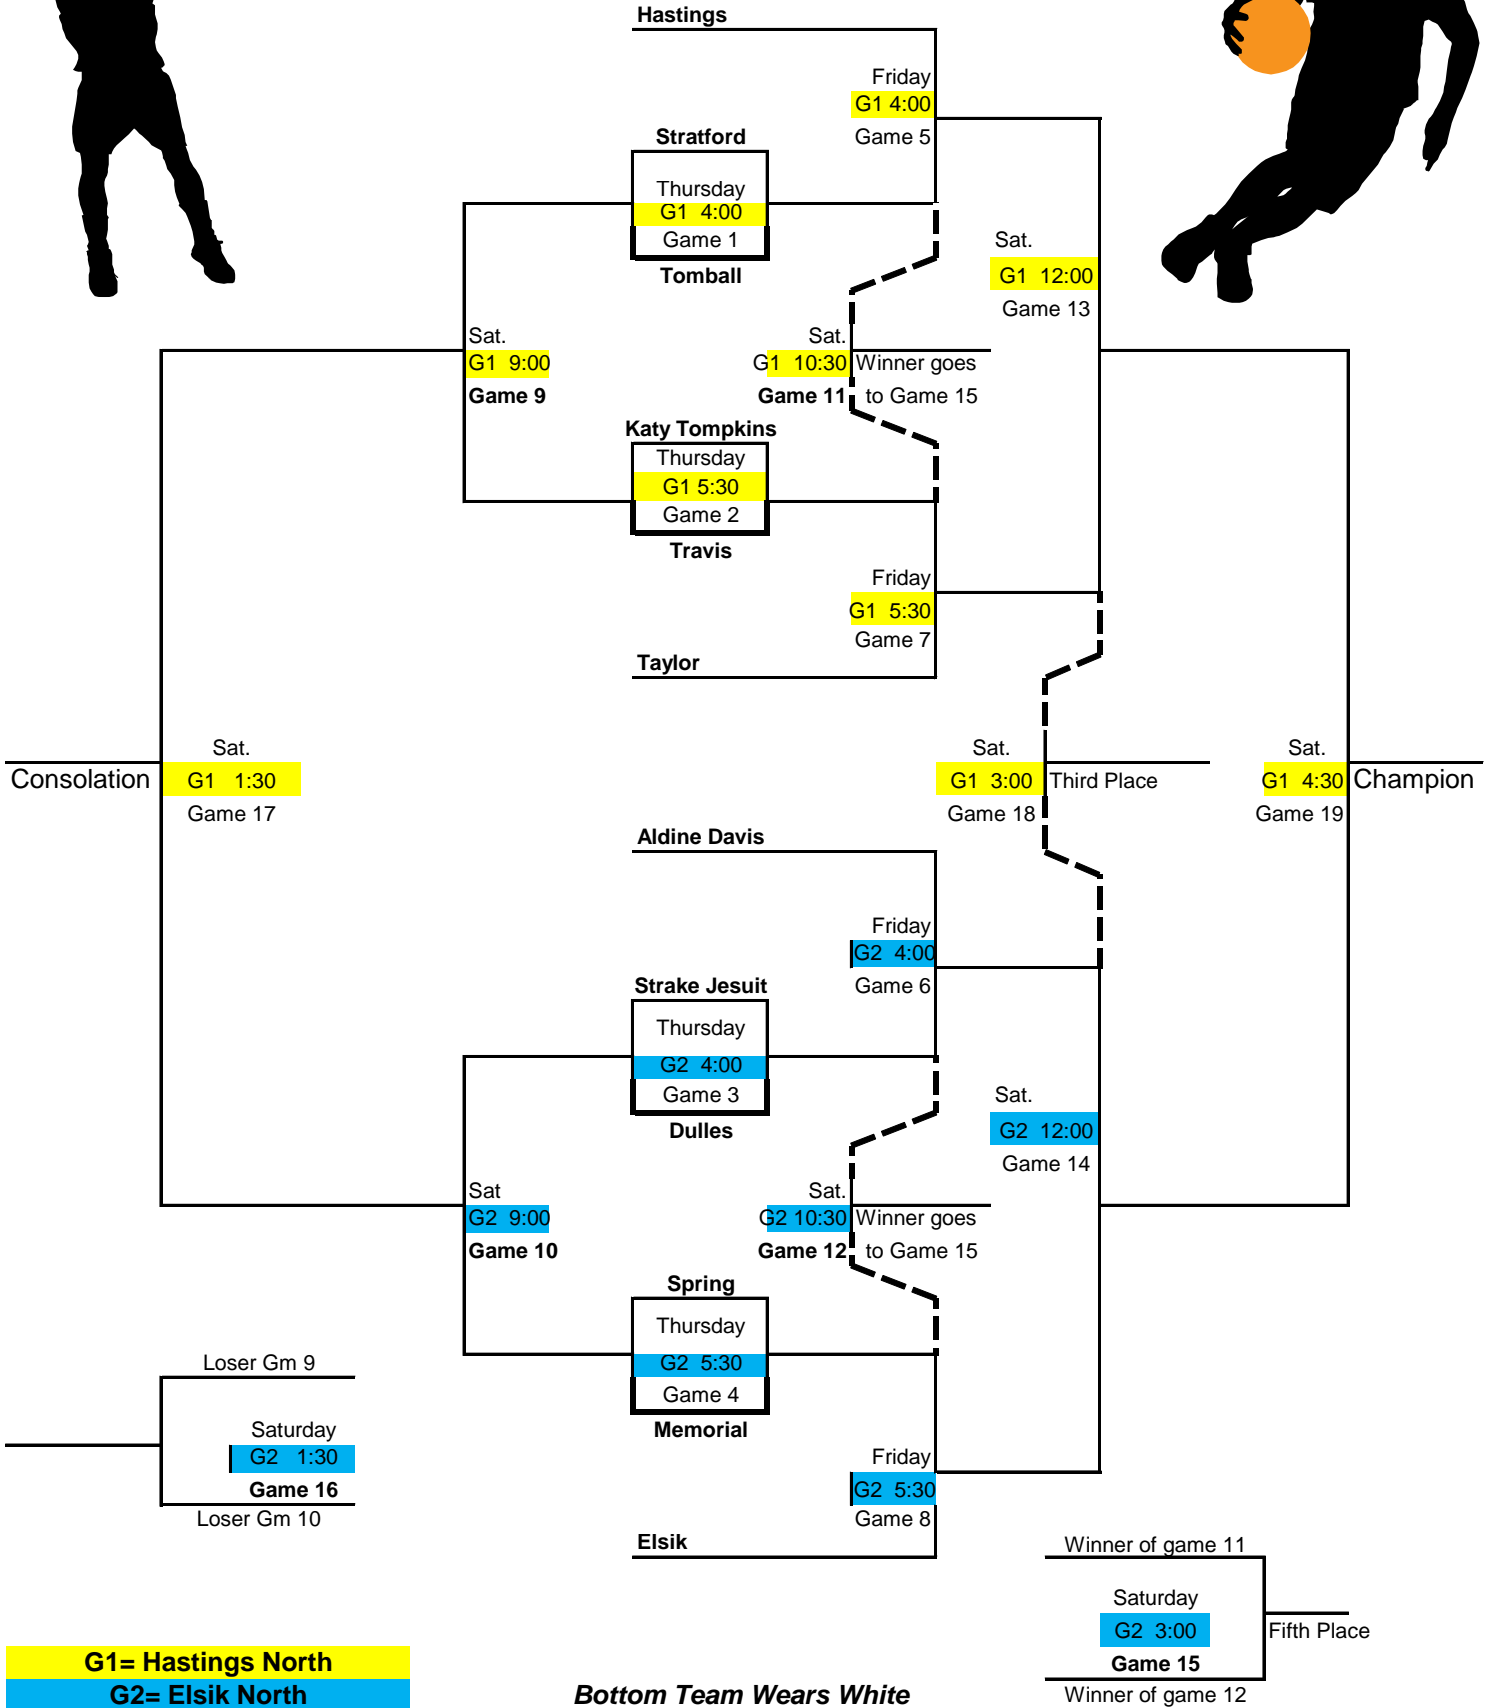 Hastings
Friday
G1 4:00
Game 5
Stratford
Thursday
G1 4:00
Game 1
Tomball
Sat.
G1 12:00
Game 13
Sat.
G1 9:00
Game 9
Sat.
G1 10:30 Winner goes
Game 11 to Game 15
Katy Tompkins
Thursday
G1 5:30
Game 2
Travis
Friday
G1 5:30
Game 7
Taylor
Sat.
Consolation G1 1:30
Game 17
Sat.
G1 3:00 Third Place
Game 18
Sat.
G1 4:30 Champion
Game 19
Aldine Davis
Friday
G2 4:00
Game 6
Strake Jesuit
Thursday
G2 4:00
Game 3
Dulles
Sat.
G2 12:00
Game 14
Sat
G2 9:00
Game 10
Sat.
G2 10:30 Winner goes
Game 12 to Game 15
Spring
Thursday
G2 5:30
Game 4
Memorial
Loser Gm 9
Saturday
G2 1:30
Game 16
Loser Gm 10
Friday
G2 5:30
Game 8
Elsik
Winner of game 11
Saturday
G2 3:00 Fifth Place
Game 15
Winner of game 12
G1= Hastings North
G2= Elsik North
Bottom Team Wears White